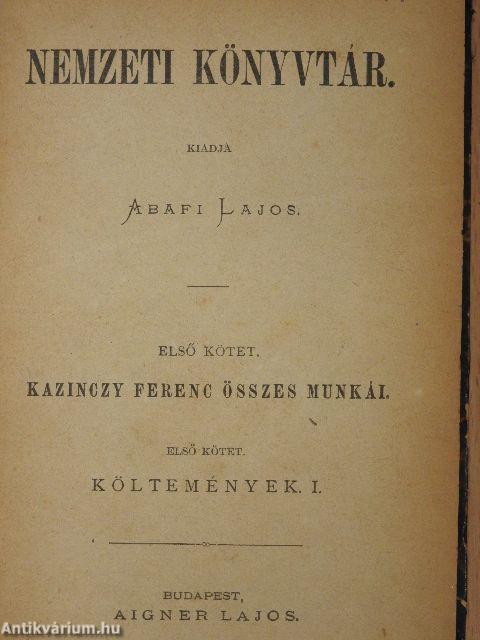 NEMZETI KÖNYVTÁR.
KIADJA
ABAFI LAJOS.
ELSŐ KÖTET.
KAZINCZY FERENC ÖSSZES MUNKÁI.
ELSŐ KÖTET.
KÖLTEMÉNYEK. I.
BUDAPEST,
AIGNER LAJOS.
Antikvárium.hu